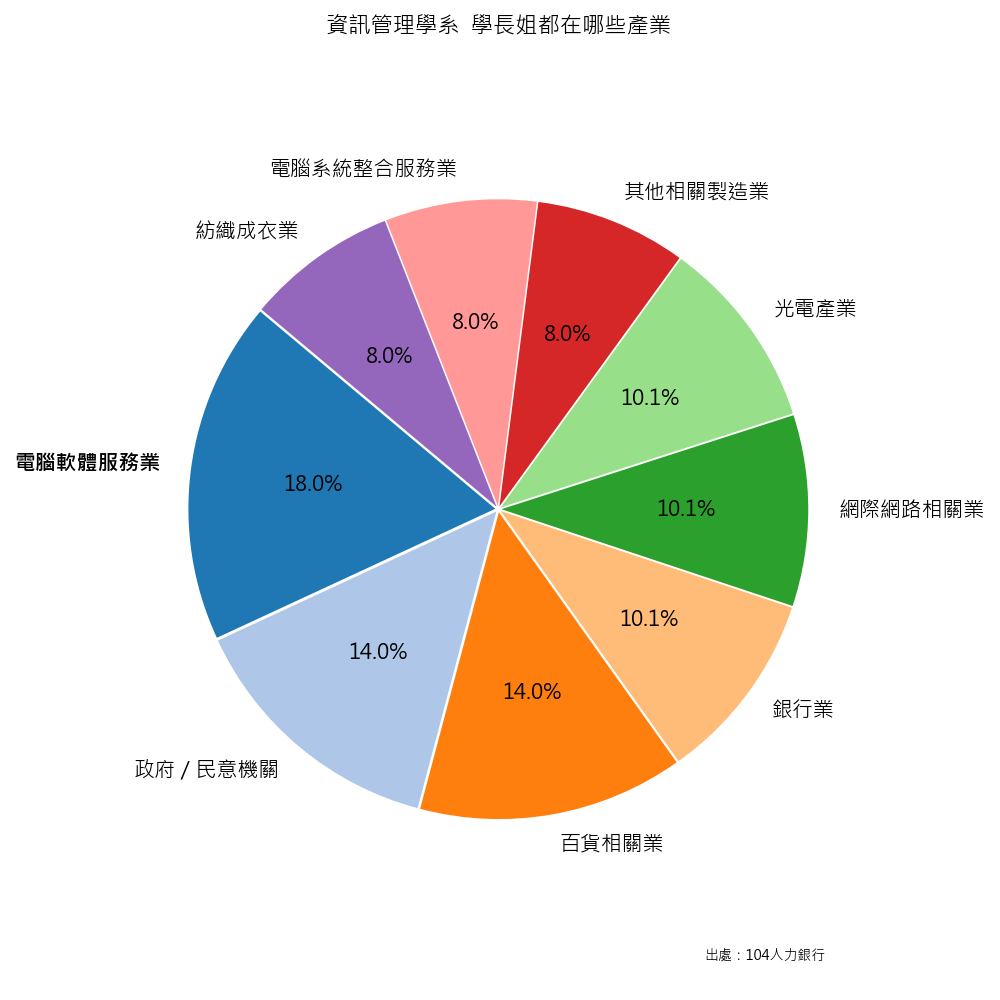 資訊管理學系 學長姐都在哪些產業
電腦系統整合服務業
其他相關製造業
紡織成衣業
光電產業
8.0%
8.0%
8.0%
10.1%
電腦軟體服務業
18.0%
10.1%
網際網路相關業
14.0%
10.1%
14.0%
銀行業
政府 / 民意機關
百貨相關業
出處：104人力銀行